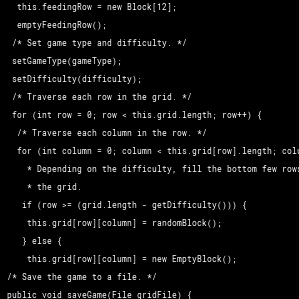 this.feedingRow = new Block[12];
emptyFeedingRow();
/* Set game type and difficulty. */
setGameType(gameType);
setDifficulty(difficulty);
/* Traverse each row in the grid. */
for (int row = 0; row < this.grid.length; row++) {
/* Traverse each column in the row. */
for (int column = 0; column < this.grid[row].length; colu
* Depending on the difficulty, fill the bottom few rows
* the grid.
if (row >= (grid.length - getDifficulty())) {
this.grid[row][column] = randomBlock();
} else {
this.grid[row][column] = new EmptyBlock();
/* Save the game to a file. */
public void saveGame(File gridFile) {